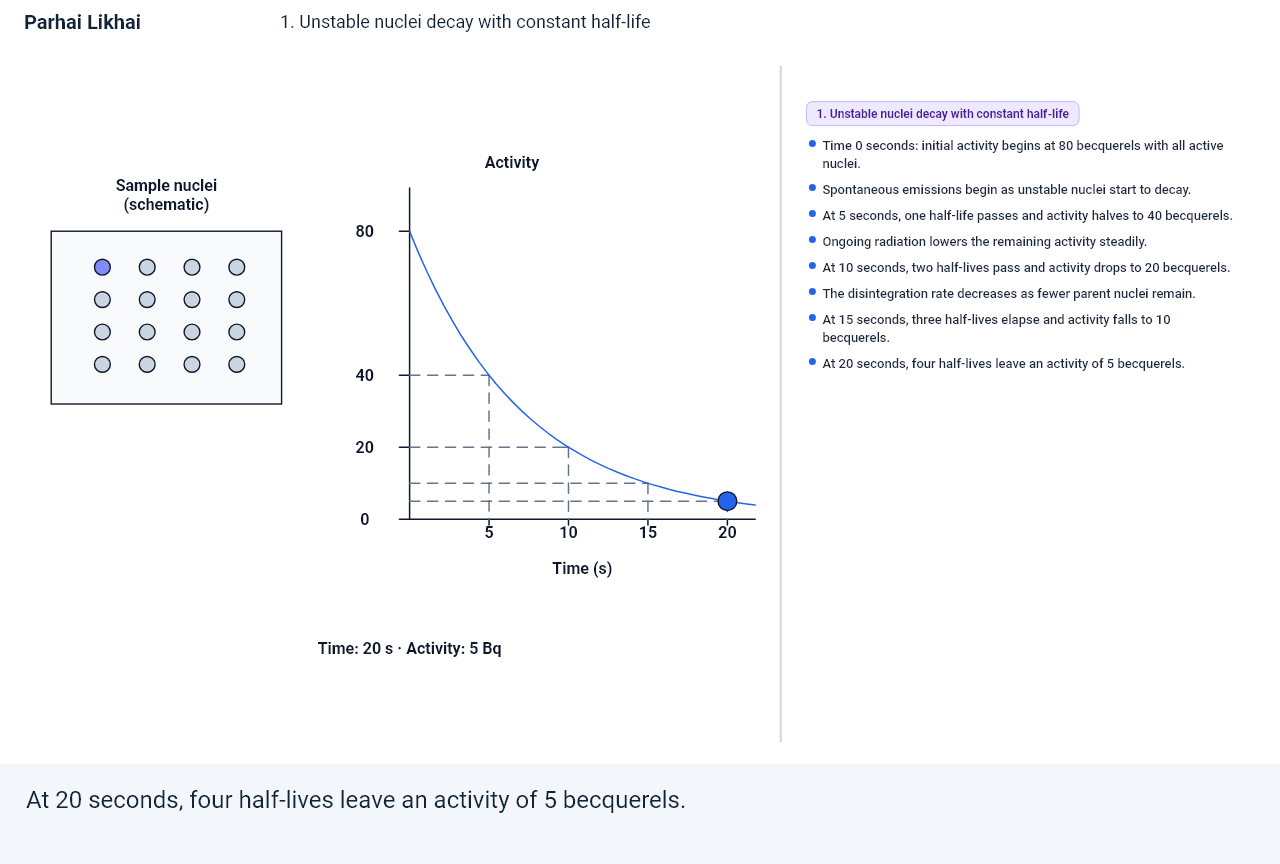 Parhai Likhai
1. Unstable nuclei decay with constant half-life
Sample nuclei
(schematic)
Activity
80
40
20
0
5 10 15 20
Time (s)
Time: 20 s · Activity: 5 Bq
1. Unstable nuclei decay with constant half-life
Time 0 seconds: initial activity begins at 80 becquerels with all active
nuclei.
Spontaneous emissions begin as unstable nuclei start to decay.
At 5 seconds, one half-life passes and activity halves to 40 becquerels.
Ongoing radiation lowers the remaining activity steadily.
At 10 seconds, two half-lives pass and activity drops to 20 becquerels.
The disintegration rate decreases as fewer parent nuclei remain.
At 15 seconds, three half-lives elapse and activity falls to 10
becquerels.
At 20 seconds, four half-lives leave an activity of 5 becquerels.
At 20 seconds, four half-lives leave an activity of 5 becquerels.